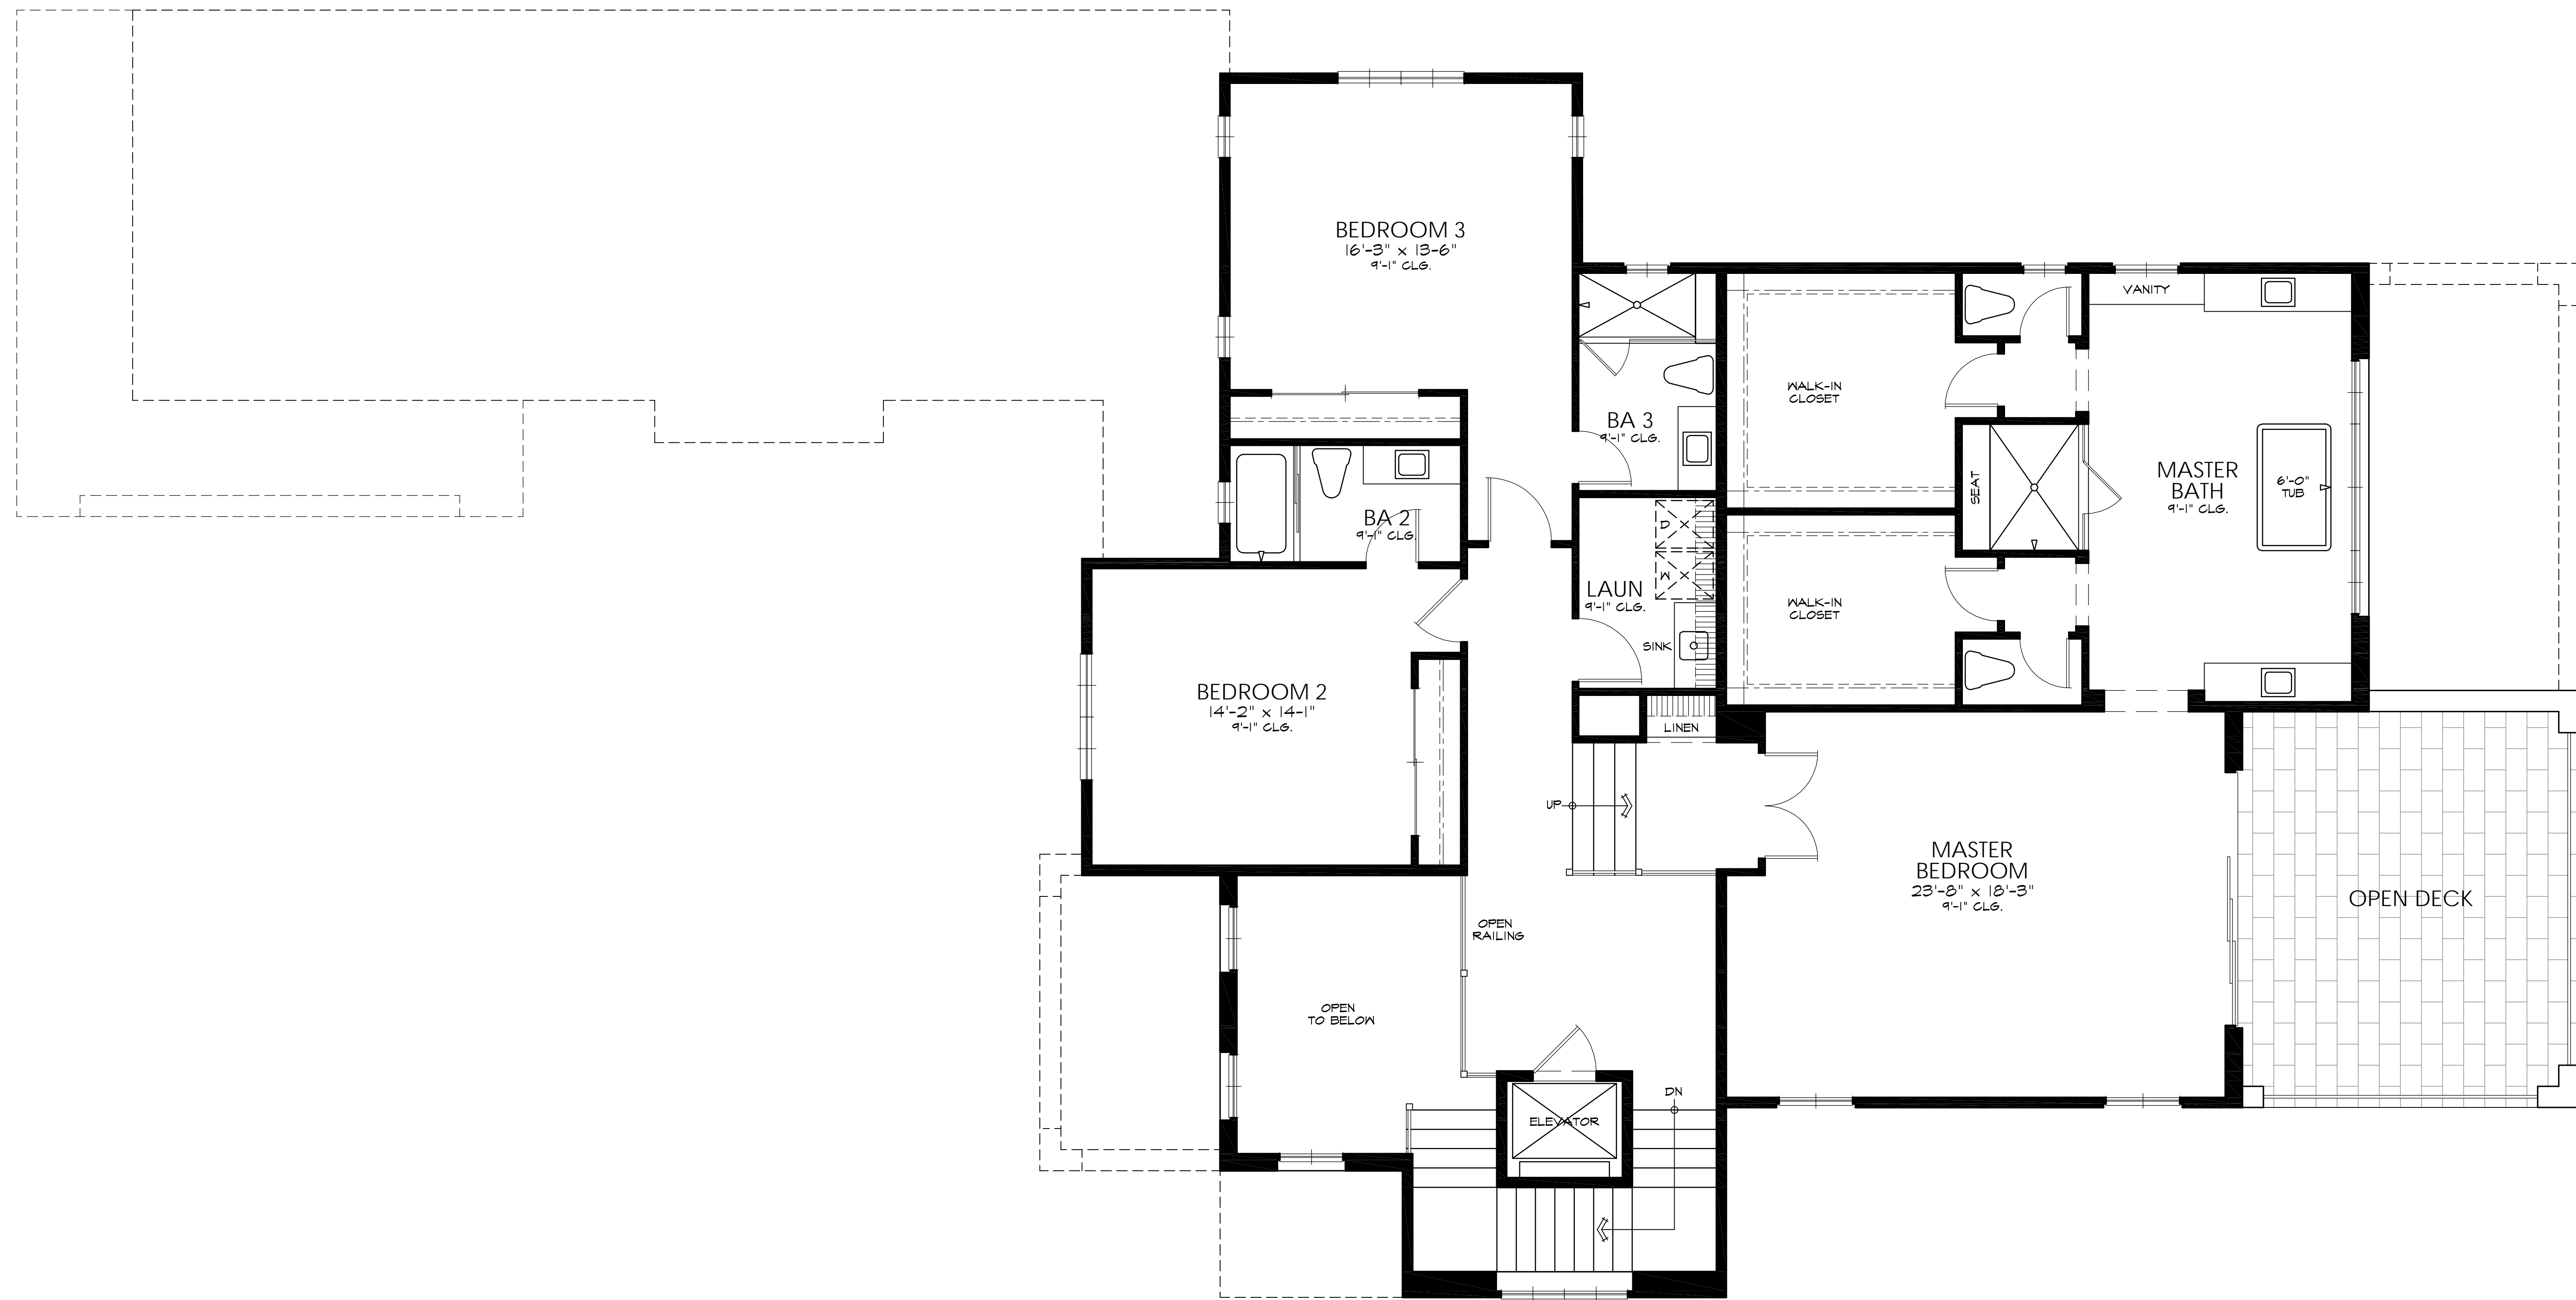 BEDROOM 3
16'-3" x 13-6"
9'-1" CLG.
VANITY
WALK-IN
CLOSET
BA 3
9'-1" CLG.
SEAT
MASTER
BATH
9'-1" CLG.
6'-0"
TUB
BA 2
9'-1" CLG.
D
W
LAUN
9'-1" CLG.
WALK-IN
CLOSET
SINK
BEDROOM 2
14'-2" x 14'-1"
9'-1" CLG.
LINEN
UP
MASTER
BEDROOM
23'-8" x 18'-3"
9'-1" CLG.
OPEN DECK
OPEN
RAILING
OPEN
TO BELOW
DN
ELEVATOR